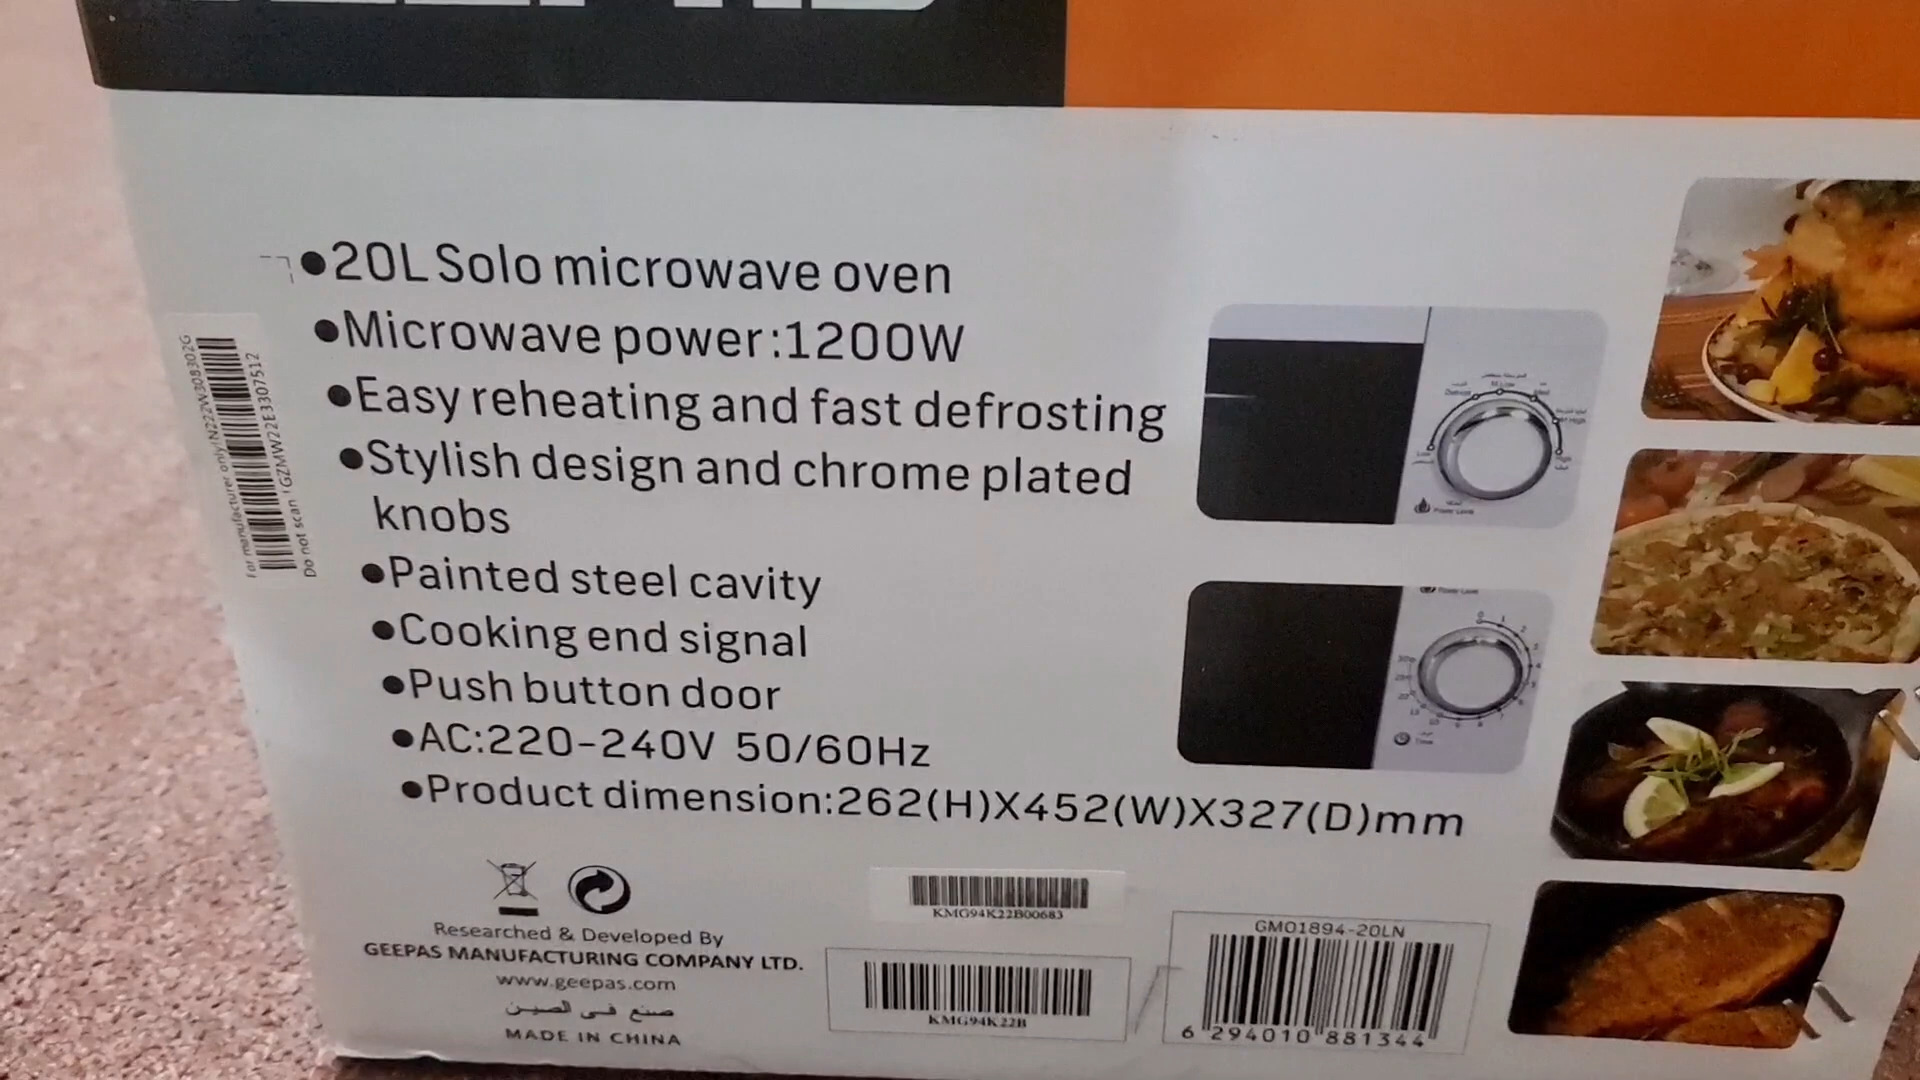 ●20L Solo microwave oven
●Microwave power:1200W
●Easy reheating and fast defrosting
●Stylish design and chrome plated
knobs
●Painted steel cavity
●Cooking end signal
●Push button door
●AC:220-240V 50/60Hz
●Product dimension:262(H)X452(W)X327(D)mm
For manufacturer only
Do not scan
Researched & Developed By
GEEPAS MANUFACTURING COMPANY LTD.
www.geepas.com
صنع في الصين
MADE IN CHINA
KMG94K22B00683
KMG94K22B
GMO1894-20LN
6 294010 881344